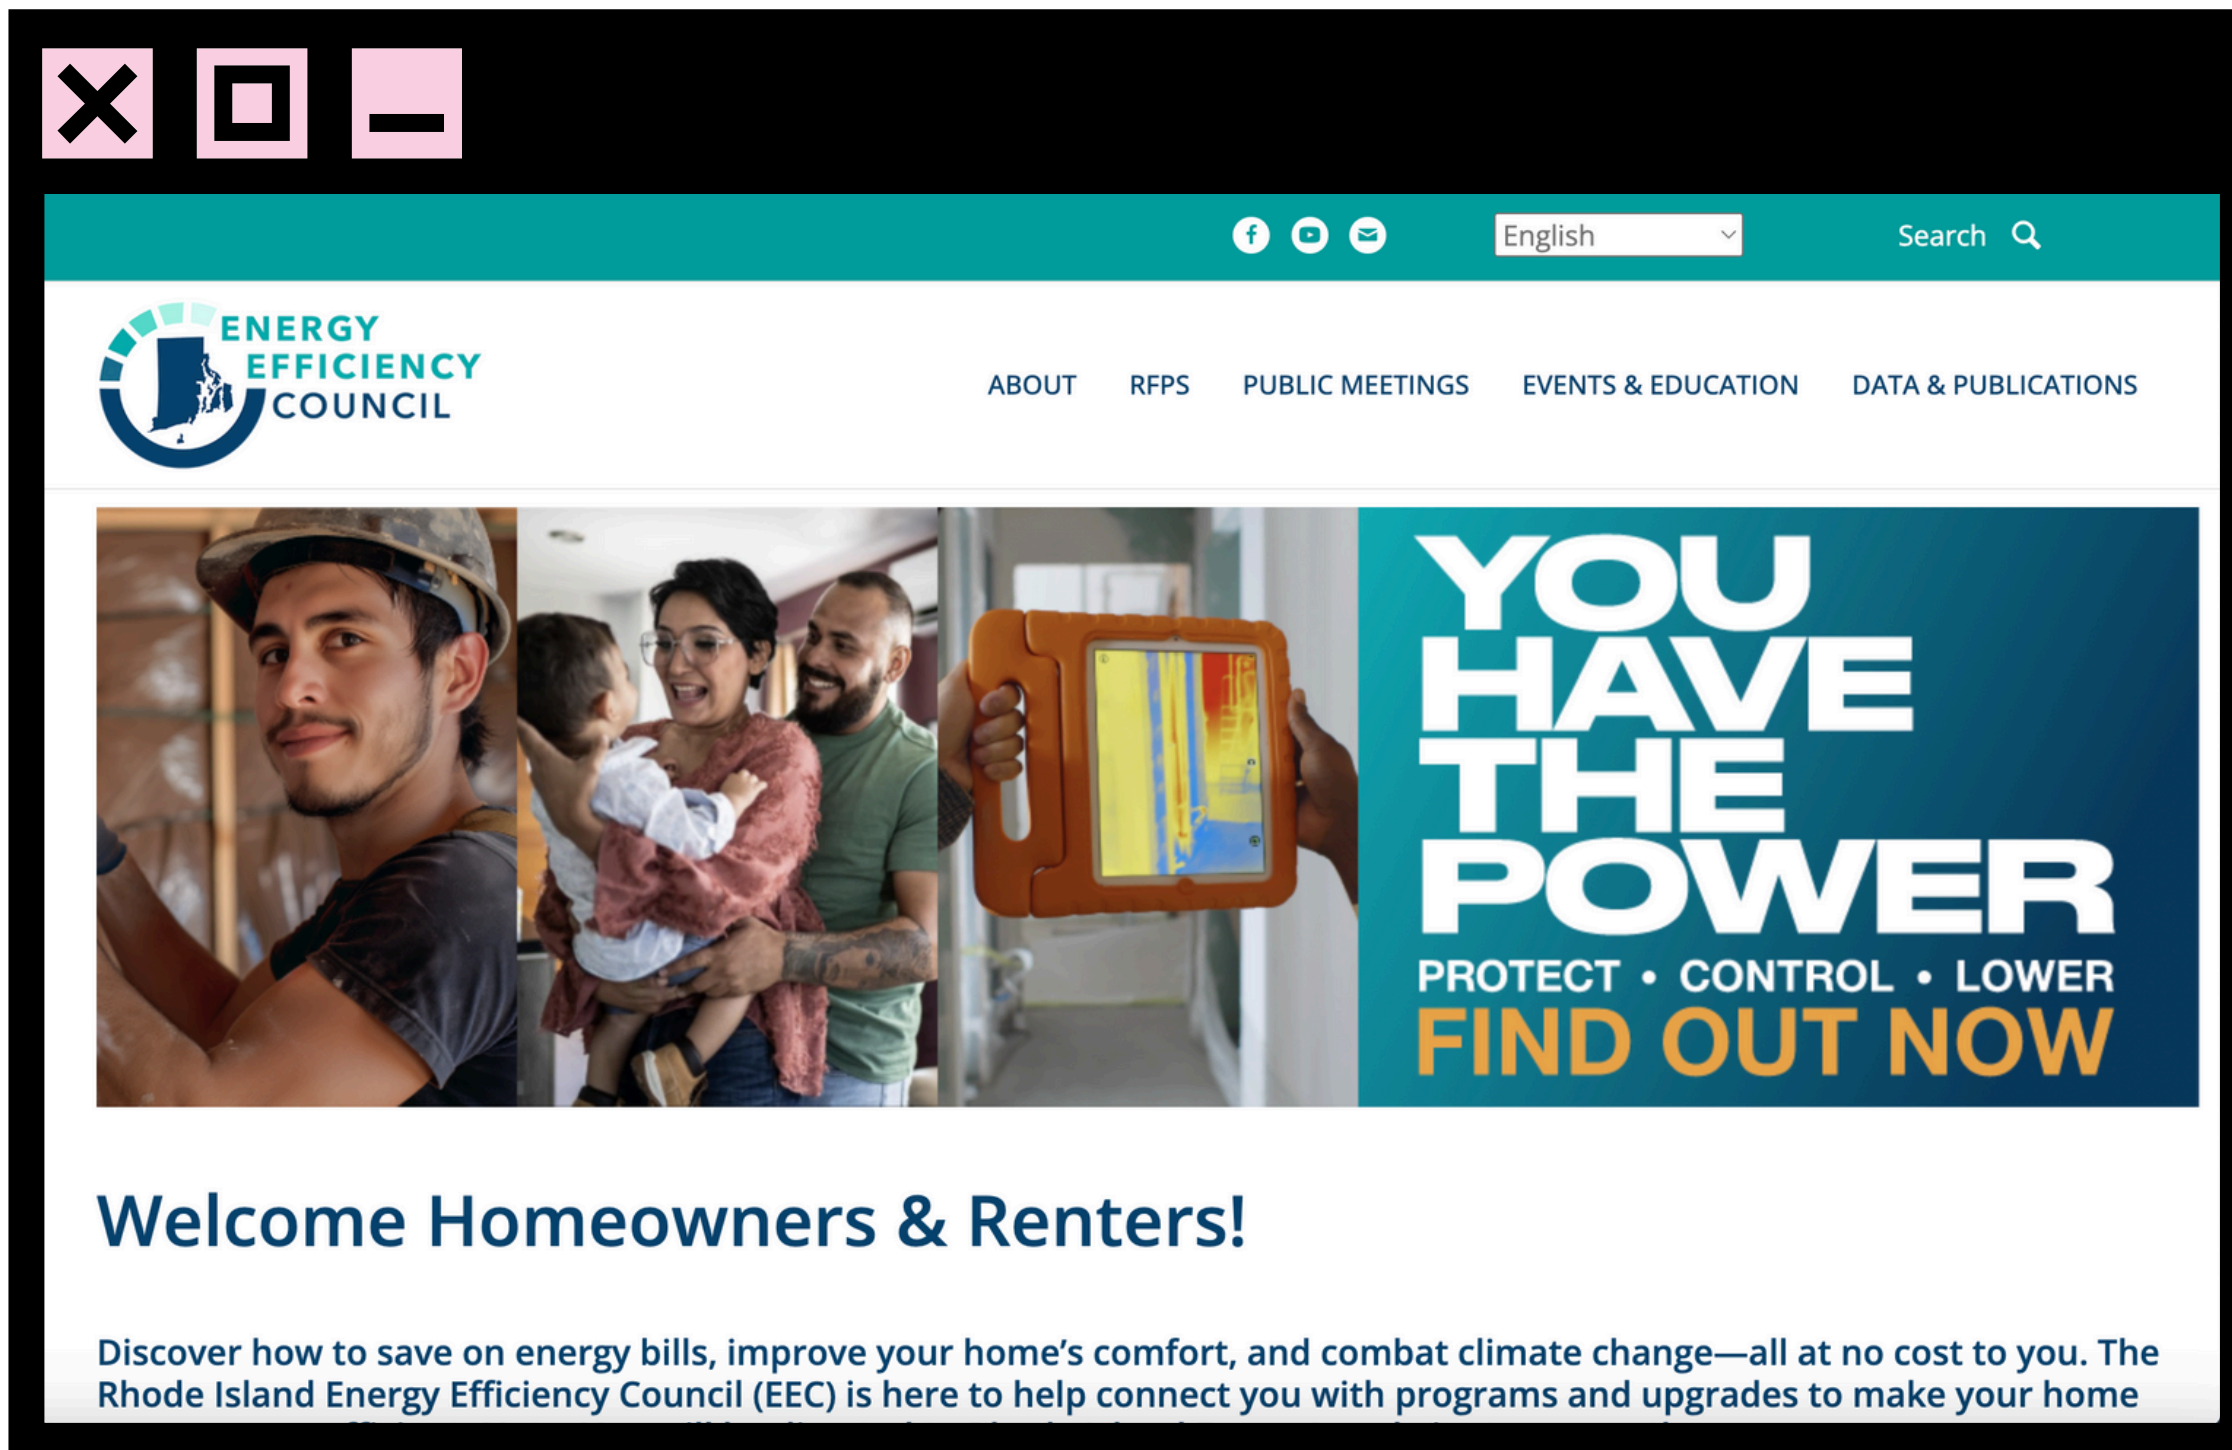 English
Search
ENERGY
EFFICIENCY
COUNCIL
ABOUT RFPS PUBLIC MEETINGS EVENTS & EDUCATION DATA & PUBLICATIONS
YOU
HAVE
THE
POWER
PROTECT • CONTROL • LOWER
FIND OUT NOW
Welcome Homeowners & Renters!
Discover how to save on energy bills, improve your home’s comfort, and combat climate change—all at no cost to you. The
Rhode Island Energy Efficiency Council (EEC) is here to help connect you with programs and upgrades to make your home